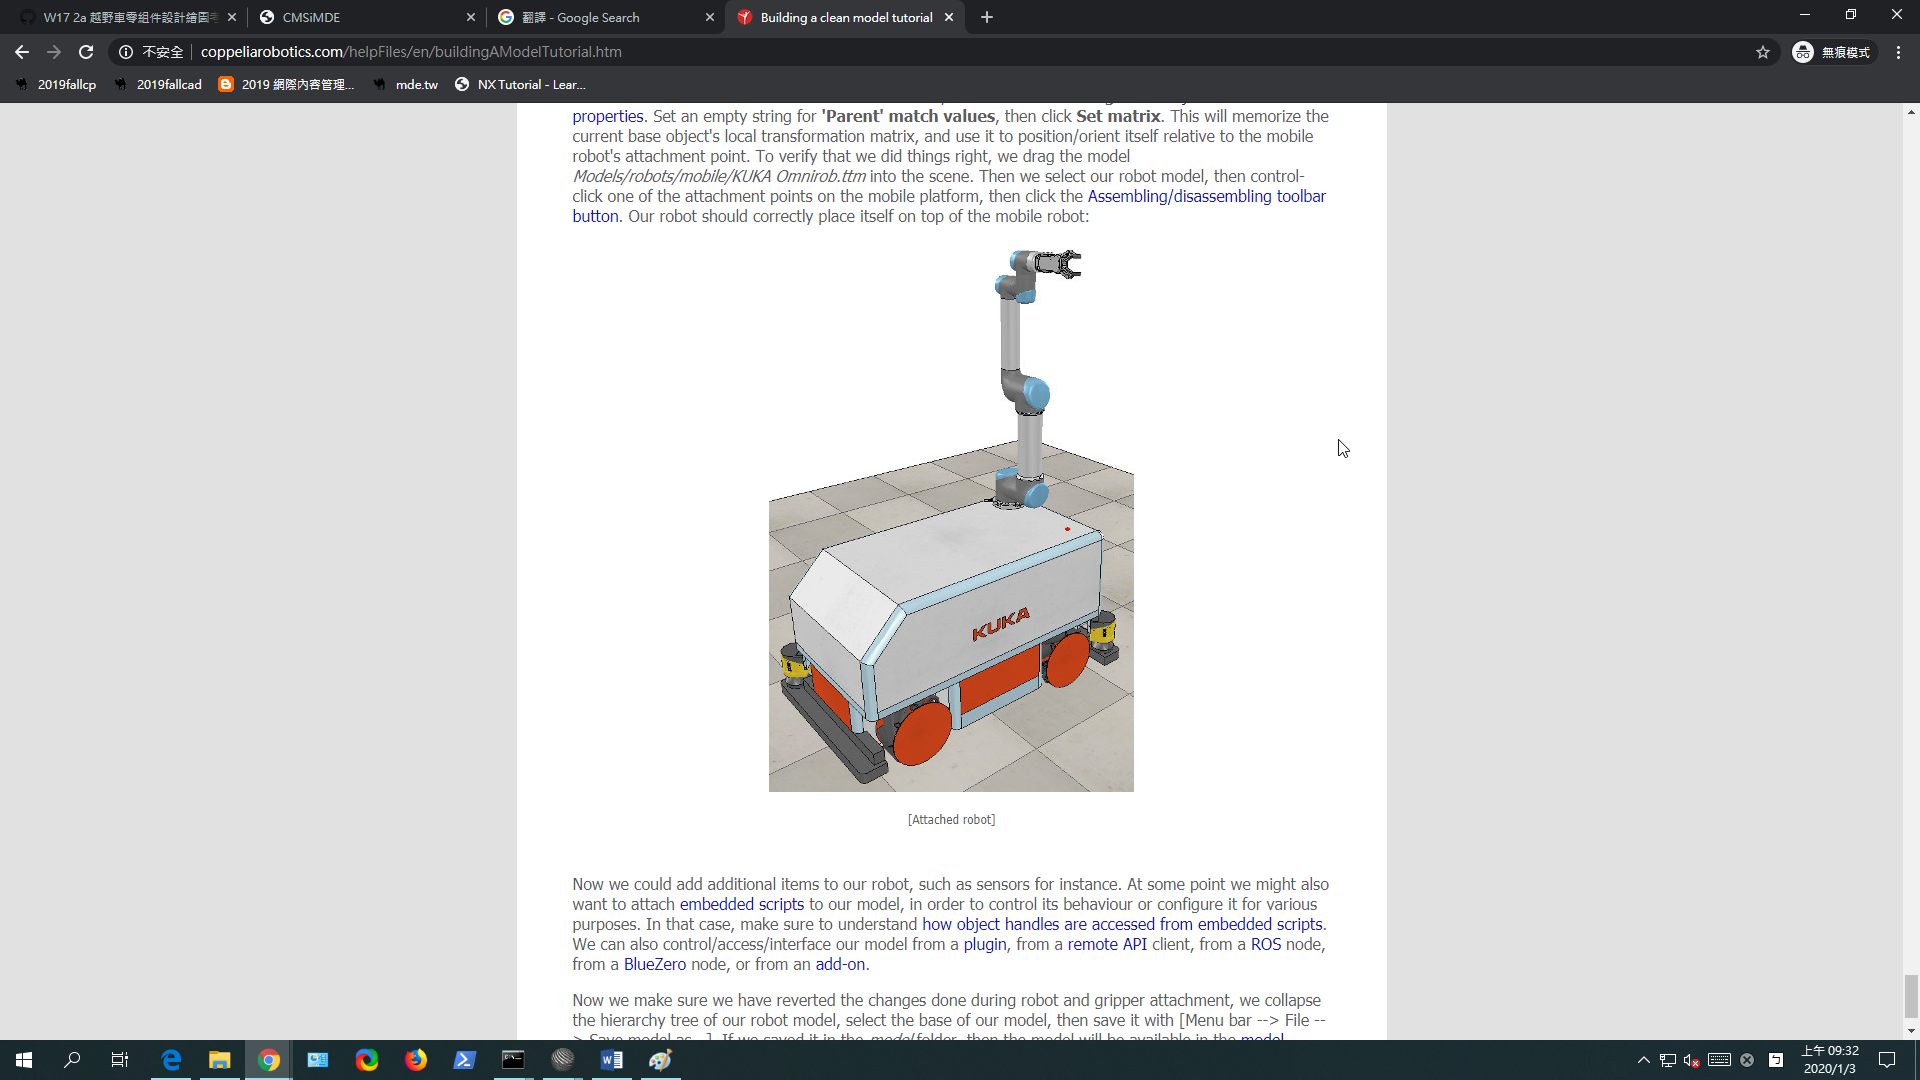 W17 2a 越野車零組件設計繪圖
CMSiMDE
翻譯 - Google Search
Building a clean model tutorial
不安全
coppeliarobotics.com/helpFiles/en/buildingAModelTutorial.htm
無痕模式
2019fallcp
2019fallcad
2019 網際內容管理...
mde.tw
NX Tutorial - Lear...
properties. Set an empty string for 'Parent' match values, then click Set matrix. This will memorize the
current base object's local transformation matrix, and use it to position/orient itself relative to the mobile
robot's attachment point. To verify that we did things right, we drag the model
Models/robots/mobile/KUKA Omnirob.ttm into the scene. Then we select our robot model, then control-
click one of the attachment points on the mobile platform, then click the Assembling/disassembling toolbar
button. Our robot should correctly place itself on top of the mobile robot:
KUKA
[Attached robot]
Now we could add additional items to our robot, such as sensors for instance. At some point we might also
want to attach embedded scripts to our model, in order to control its behaviour or configure it for various
purposes. In that case, make sure to understand how object handles are accessed from embedded scripts.
We can also control/access/interface our model from a plugin, from a remote API client, from a ROS node,
from a BlueZero node, or from an add-on.
Now we make sure we have reverted the changes done during robot and gripper attachment, we collapse
the hierarchy tree of our robot model, select the base of our model, then save it with [Menu bar --> File --
> Save model as...]. If we saved it in the model folder, then the model will be available in the model
上午 09:32
2020/1/3